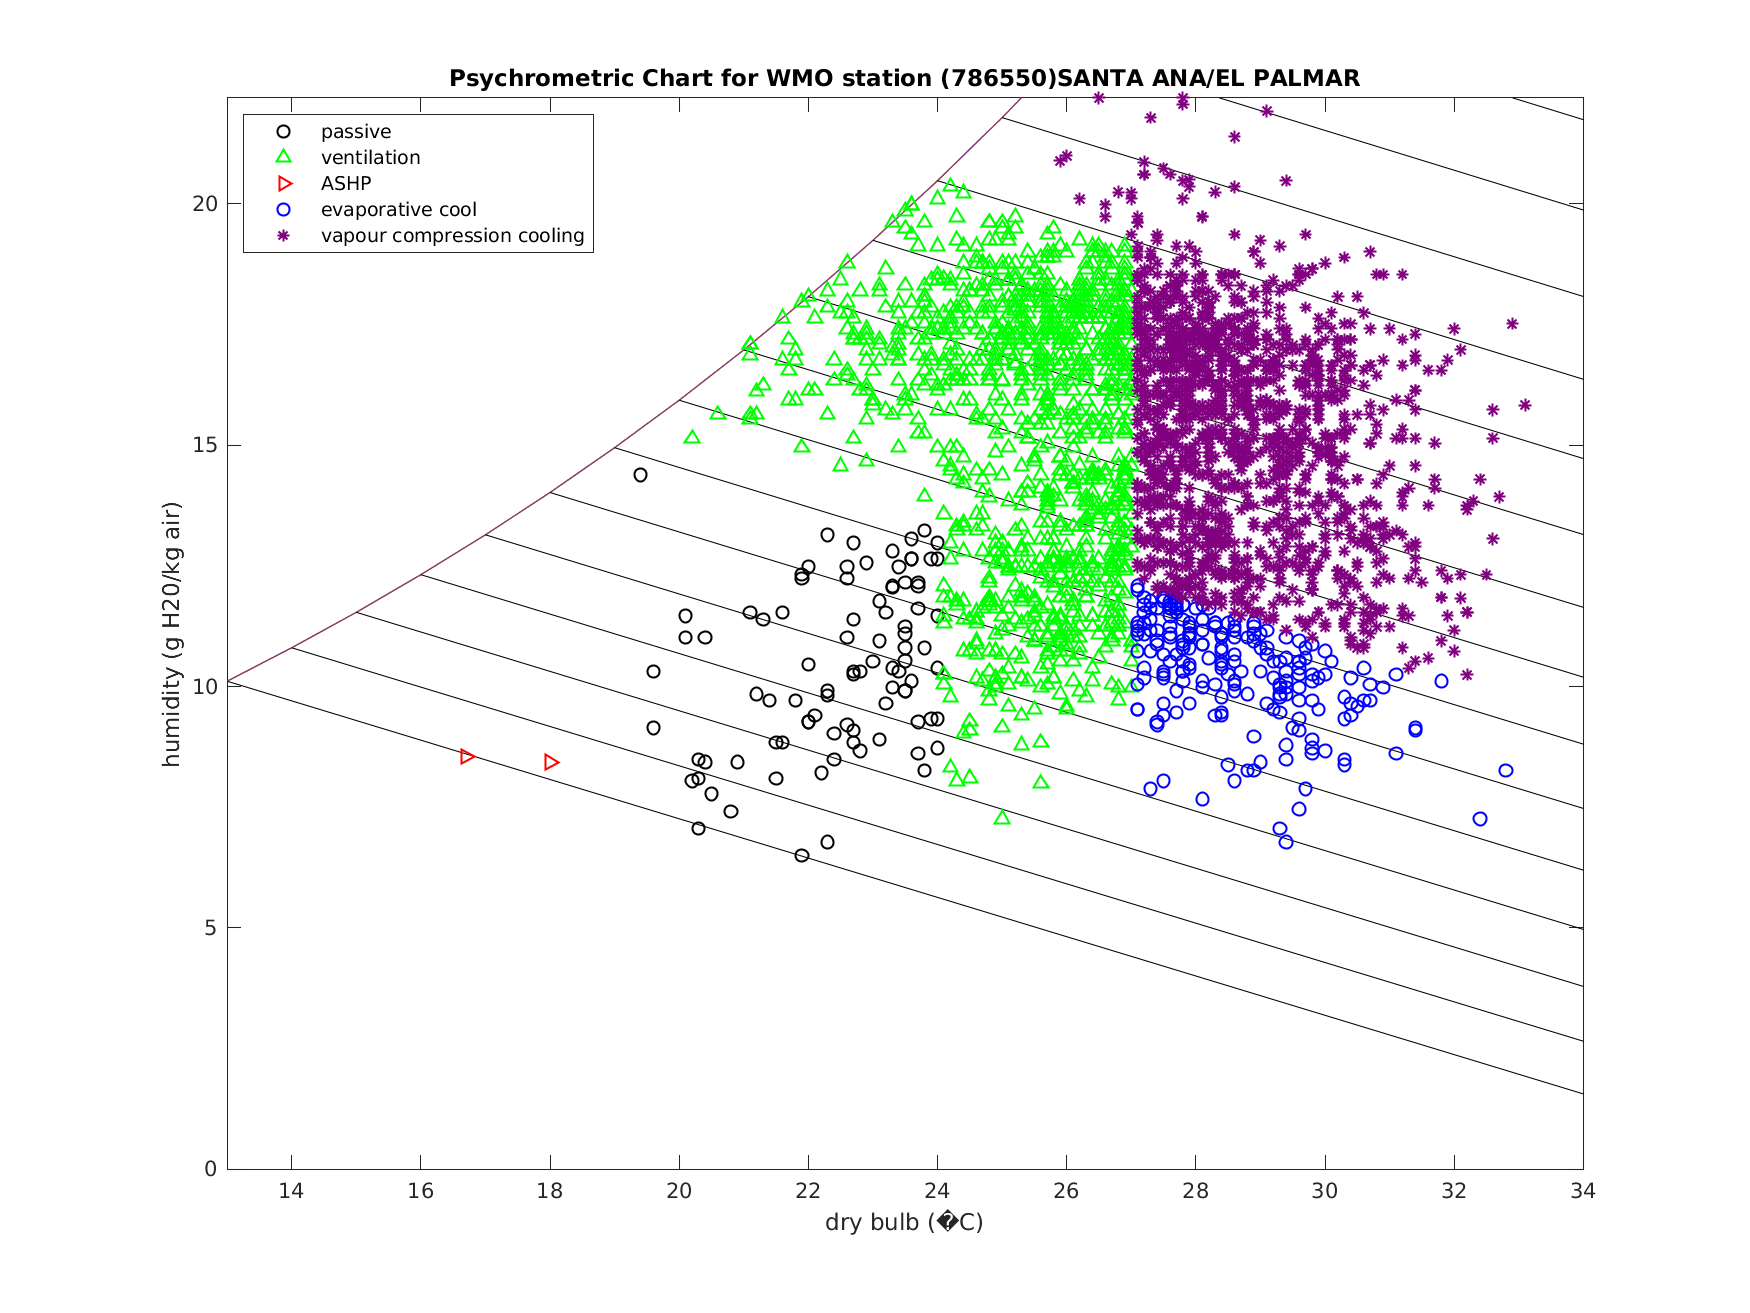 Psychrometric Chart for WMO station (786550)SANTA ANA/EL PALMAR
passive
ventilation
ASHP
evaporative cool
vapour compression cooling
humidity (g H20/kg air)
20
15
10
5
0
14 16 18 20 22 24 26 28 30 32 34
dry bulb (�C)